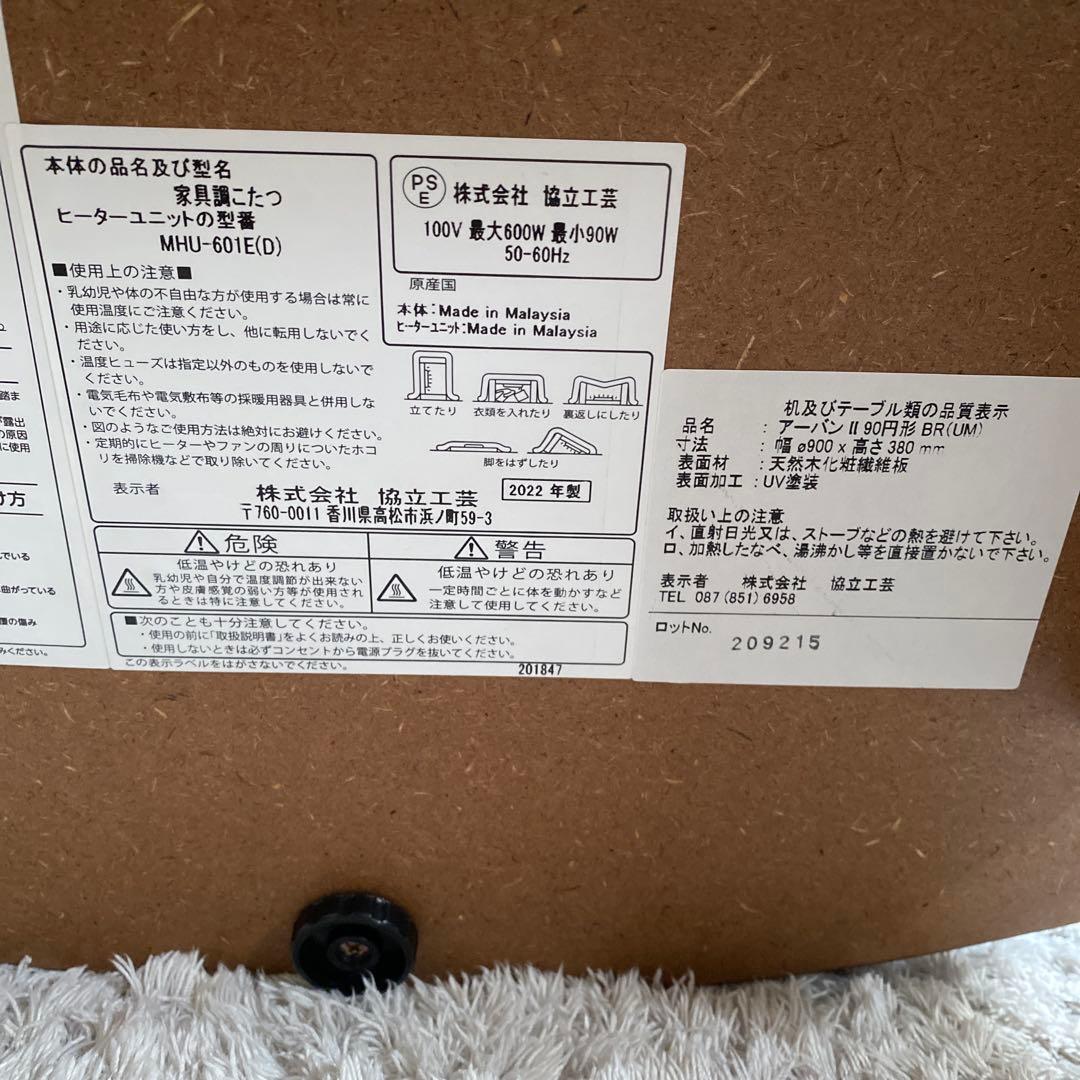 本体の品名及び型名
家具調こたつ
ヒーターユニットの型番
MHU-601E(D)
■使用上の注意■
・乳幼児や体の不自由な方が使用する場合は常に
使用温度にご注意ください。
・用途に応じた使い方をし、他に転用しないでく
ださい。
・温度ヒューズは指定以外のものを使用しないで
ください。
・電気毛布や電気敷布等の採暖用器具と併用しな
いでください。
・図のようなご使用方法は絶対にお避けください。
・定期的にヒーターやファンの周りについたホコ
リを掃除機などで取り除いてください。
PS
E
株式会社 協立工芸
100V 最大600W 最小90W
50-60Hz
原産国
本体:Made in Malaysia
ヒーターユニット:Made in Malaysia
立てたり 衣類を入れたり 裏返しにしたり
脚をはずしたり
表示者 株式会社 協立工芸 2022 年製
〒760-0011 香川県高松市浜ノ町59-3
危険
低温やけどの恐れあり
乳幼児や自分で温度調節が出来ない
方や皮膚感覚の弱い方等が使用され
るときは特に注意してください。
警告
低温やけどの恐れあり
一定時間ごとに体を動かすなど
注意して使用してください。
■次のことも十分注意してください。
・使用の前に「取扱説明書」をよくお読みの上、正しくお使いください。
・使用しないときは必ずコンセントから電源プラグを抜いてください。
この表示ラベルをはがさないでください。 201847
机及びテーブル類の品質表示
品名 : アーバンⅡ90円形 BR(UM)
寸法 : 幅 ø900 x 高さ 380 mm
表面材 : 天然木化粧繊維板
表面加工 : UV塗装
取扱い上の注意
イ、直射日光又は、ストーブなどの熱を避けて下さい。
ロ、加熱したなべ、湯沸かし等を直接置かないで下さい。
表示者 株式会社 協立工芸
TEL 087 (851) 6958
ロットNo.
209215
踏ま
露出
の原因
に使用
け方
でいる
曲がっている
の傷み
ください。